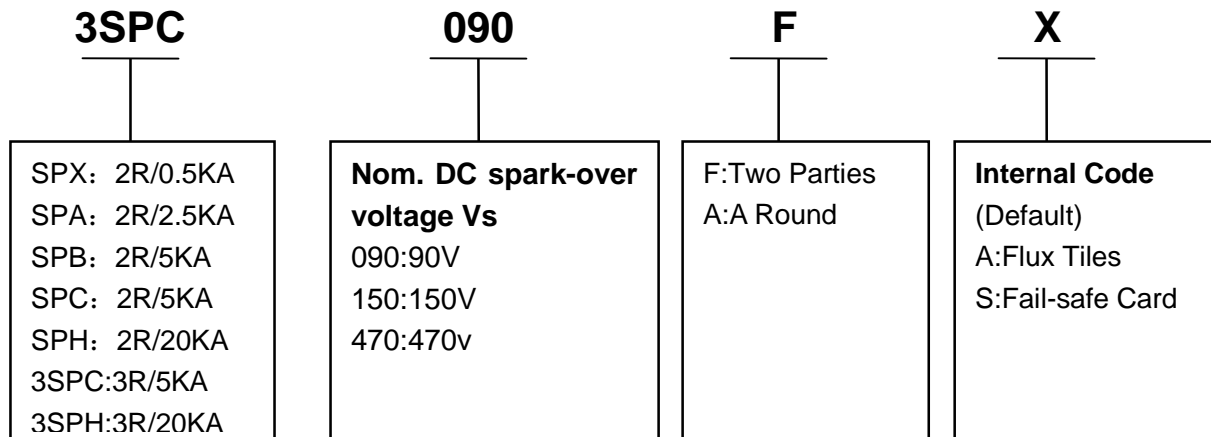 3SPC 090 F X
SPX：2R/0.5KA
SPA：2R/2.5KA
SPB：2R/5KA
SPC：2R/5KA
SPH：2R/20KA
3SPC:3R/5KA
3SPH:3R/20KA
Nom. DC spark-over
voltage Vs
090:90V
150:150V
470:470v
F:Two Parties
A:A Round
Internal Code
(Default)
A:Flux Tiles
S:Fail-safe Card